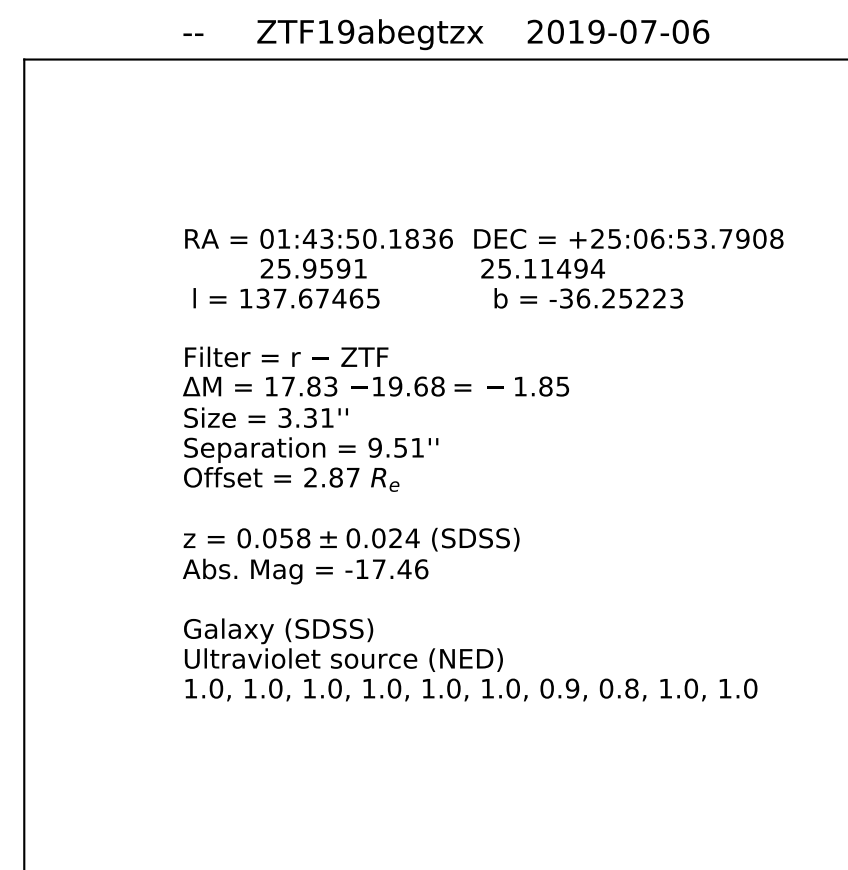 -- ZTF19abegtzx 2019-07-06
RA = 01:43:50.1836 DEC = +25:06:53.7908
25.9591 25.11494
l = 137.67465 b = -36.25223
Filter = r − ZTF
ΔM = 17.83 −19.68 = − 1.85
Size = 3.31''
Separation = 9.51''
Offset = 2.87 Rₑ
z = 0.058 ± 0.024 (SDSS)
Abs. Mag = -17.46
Galaxy (SDSS)
Ultraviolet source (NED)
1.0, 1.0, 1.0, 1.0, 1.0, 1.0, 0.9, 0.8, 1.0, 1.0